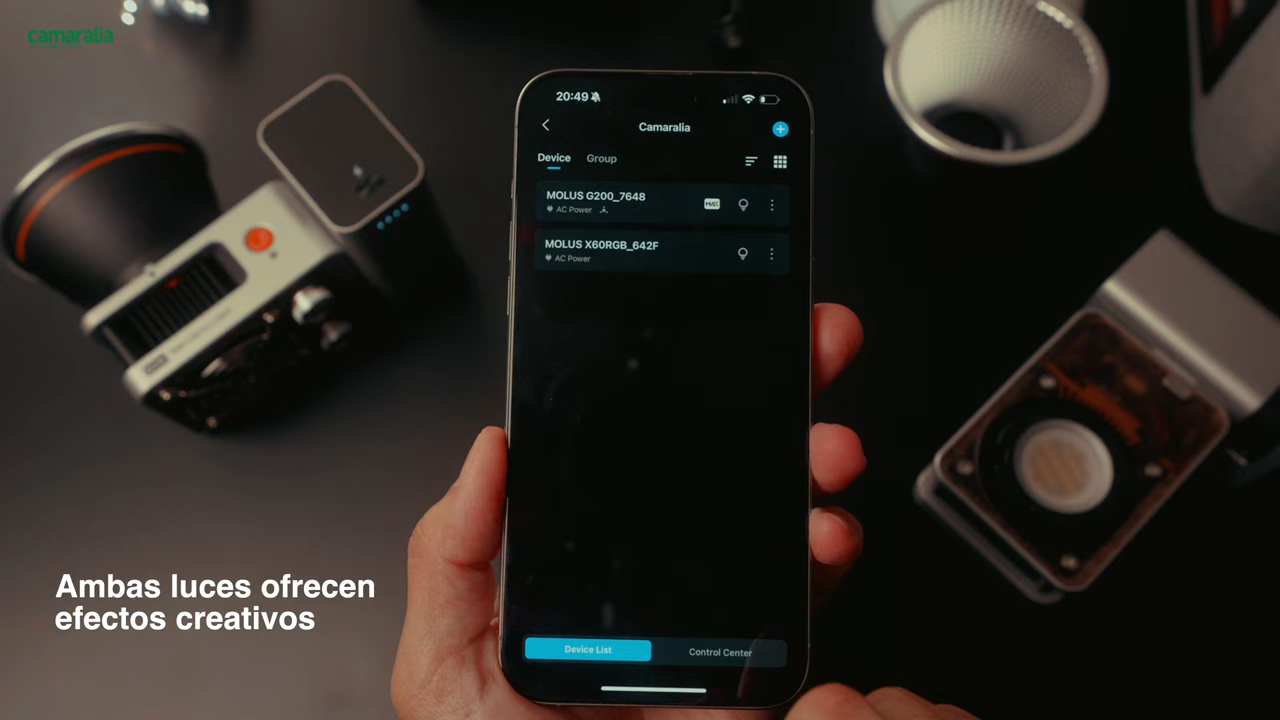 camaralia
20:49
Camaralia
Device Group
MOLUS G200_7648
AC Power
MAX
MOLUS X60RGB_642F
AC Power
Ambas luces ofrecen
efectos creativos
Device List
Control Center